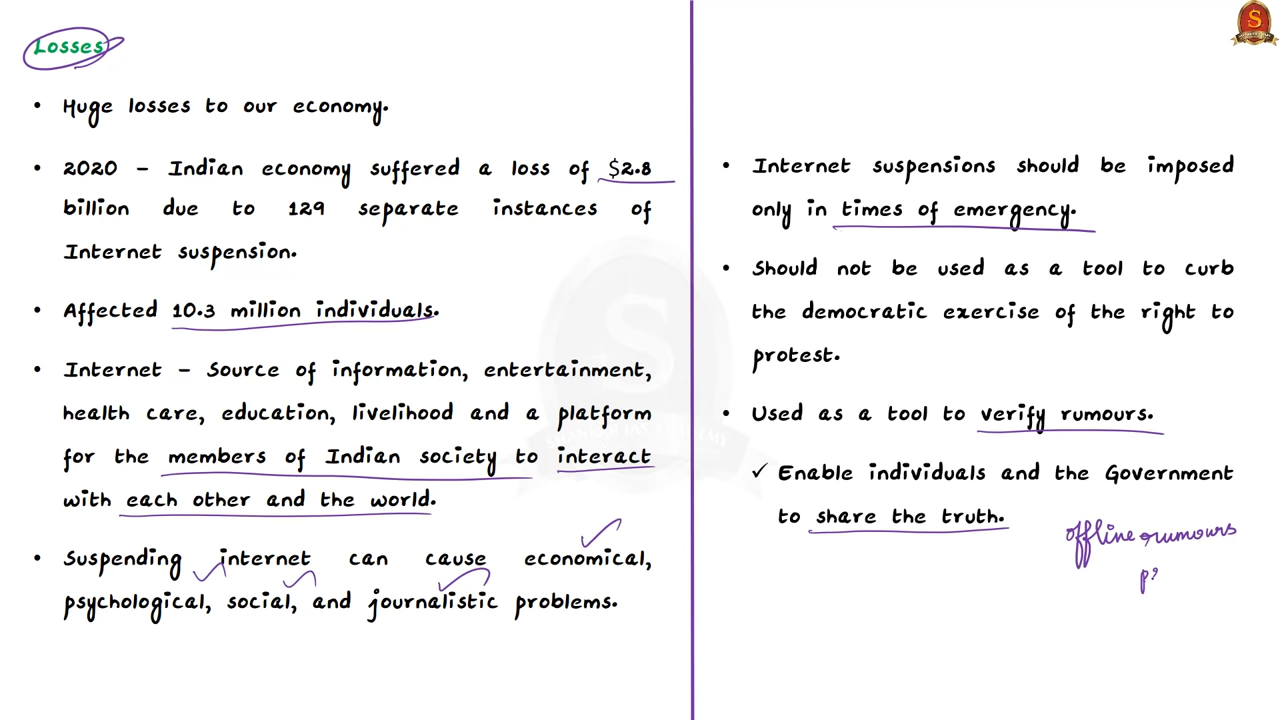 Losses
• Huge losses to our economy.
• 2020 – Indian economy suffered a loss of $2.8
billion due to 129 separate instances of
Internet suspension.
• Affected 10.3 million individuals.
• Internet – Source of information, entertainment,
health care, education, livelihood and a platform
for the members of Indian society to interact
with each other and the world.
• Suspending internet can cause economical,
psychological, social, and journalistic problems.
• Internet suspensions should be imposed
only in times of emergency.
• Should not be used as a tool to curb
the democratic exercise of the right to
protest.
• Used as a tool to verify rumours.
✓ Enable individuals and the Government
to share the truth.
offline rumours
S
SHANKAR IAS ACADEMY